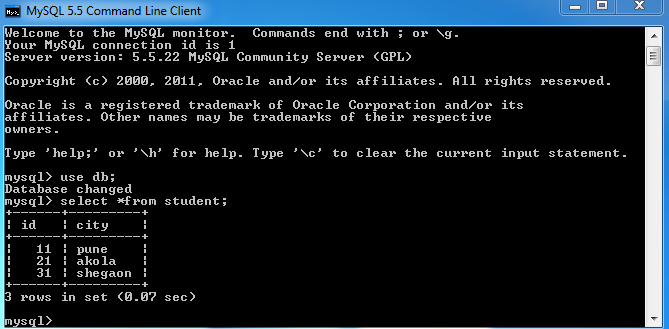 MySQL 5.5 Command Line Client
Welcome to the MySQL monitor.  Commands end with ; or \g.
Your MySQL connection id is 1
Server version: 5.5.22 MySQL Community Server (GPL)
Copyright (c) 2000, 2011, Oracle and/or its affiliates. All rights reserved.
Oracle is a registered trademark of Oracle Corporation and/or its
affiliates. Other names may be trademarks of their respective
owners.
Type 'help;' or '\h' for help. Type '\c' to clear the current input statement.
mysql> use db;
Database changed
mysql> select *from student;
+------+---------+
| id   | city    |
+------+---------+
|   11 | pune    |
|   21 | akola   |
|   31 | shegaon |
+------+---------+
3 rows in set (0.07 sec)
mysql>